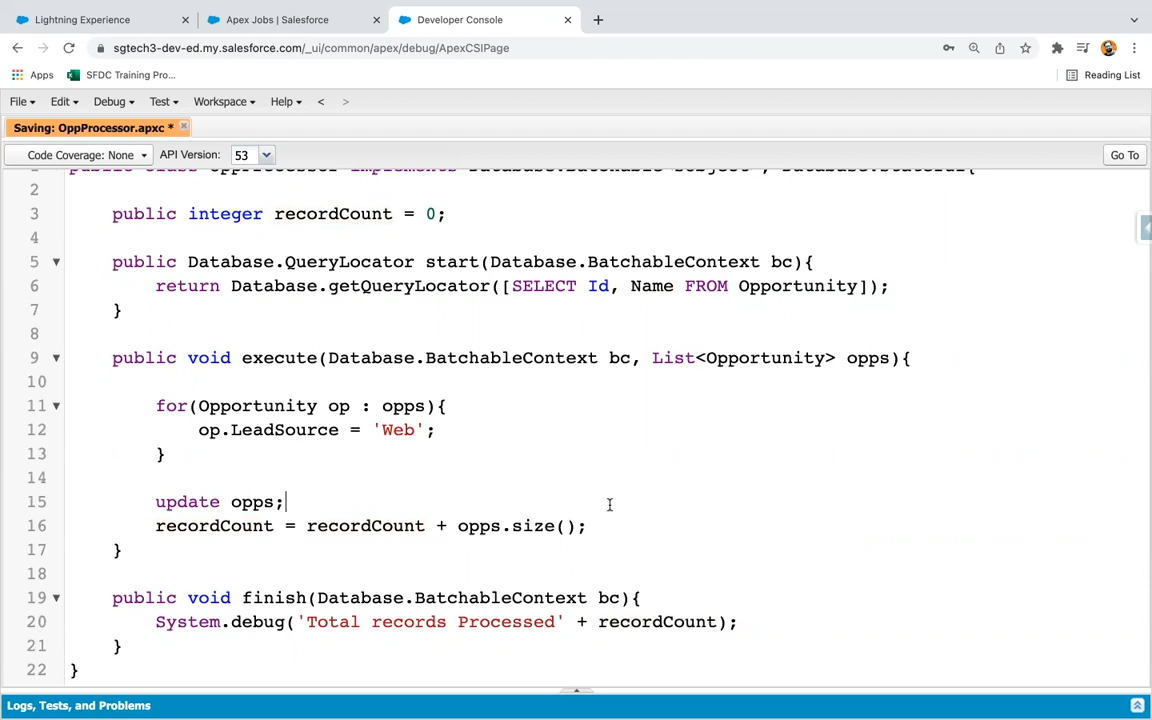 Lightning Experience
Apex Jobs | Salesforce
Developer Console
sgtech3-dev-ed.my.salesforce.com/_ui/common/apex/debug/ApexCSIPage
Apps
SFDC Training Pro...
Reading List
File Edit Debug Test Workspace Help < >
Saving: OppProcessor.apxc *
Code Coverage: None
API Version: 53
Go To
2
3 public integer recordCount = 0;
4
5 public Database.QueryLocator start(Database.BatchableContext bc){
6 return Database.getQueryLocator([SELECT Id, Name FROM Opportunity]);
7 }
8
9 public void execute(Database.BatchableContext bc, List<Opportunity> opps){
10
11 for(Opportunity op : opps){
12 op.LeadSource = 'Web';
13 }
14
15 update opps;
16 recordCount = recordCount + opps.size();
17 }
18
19 public void finish(Database.BatchableContext bc){
20 System.debug('Total records Processed' + recordCount);
21 }
22 }
Logs, Tests, and Problems